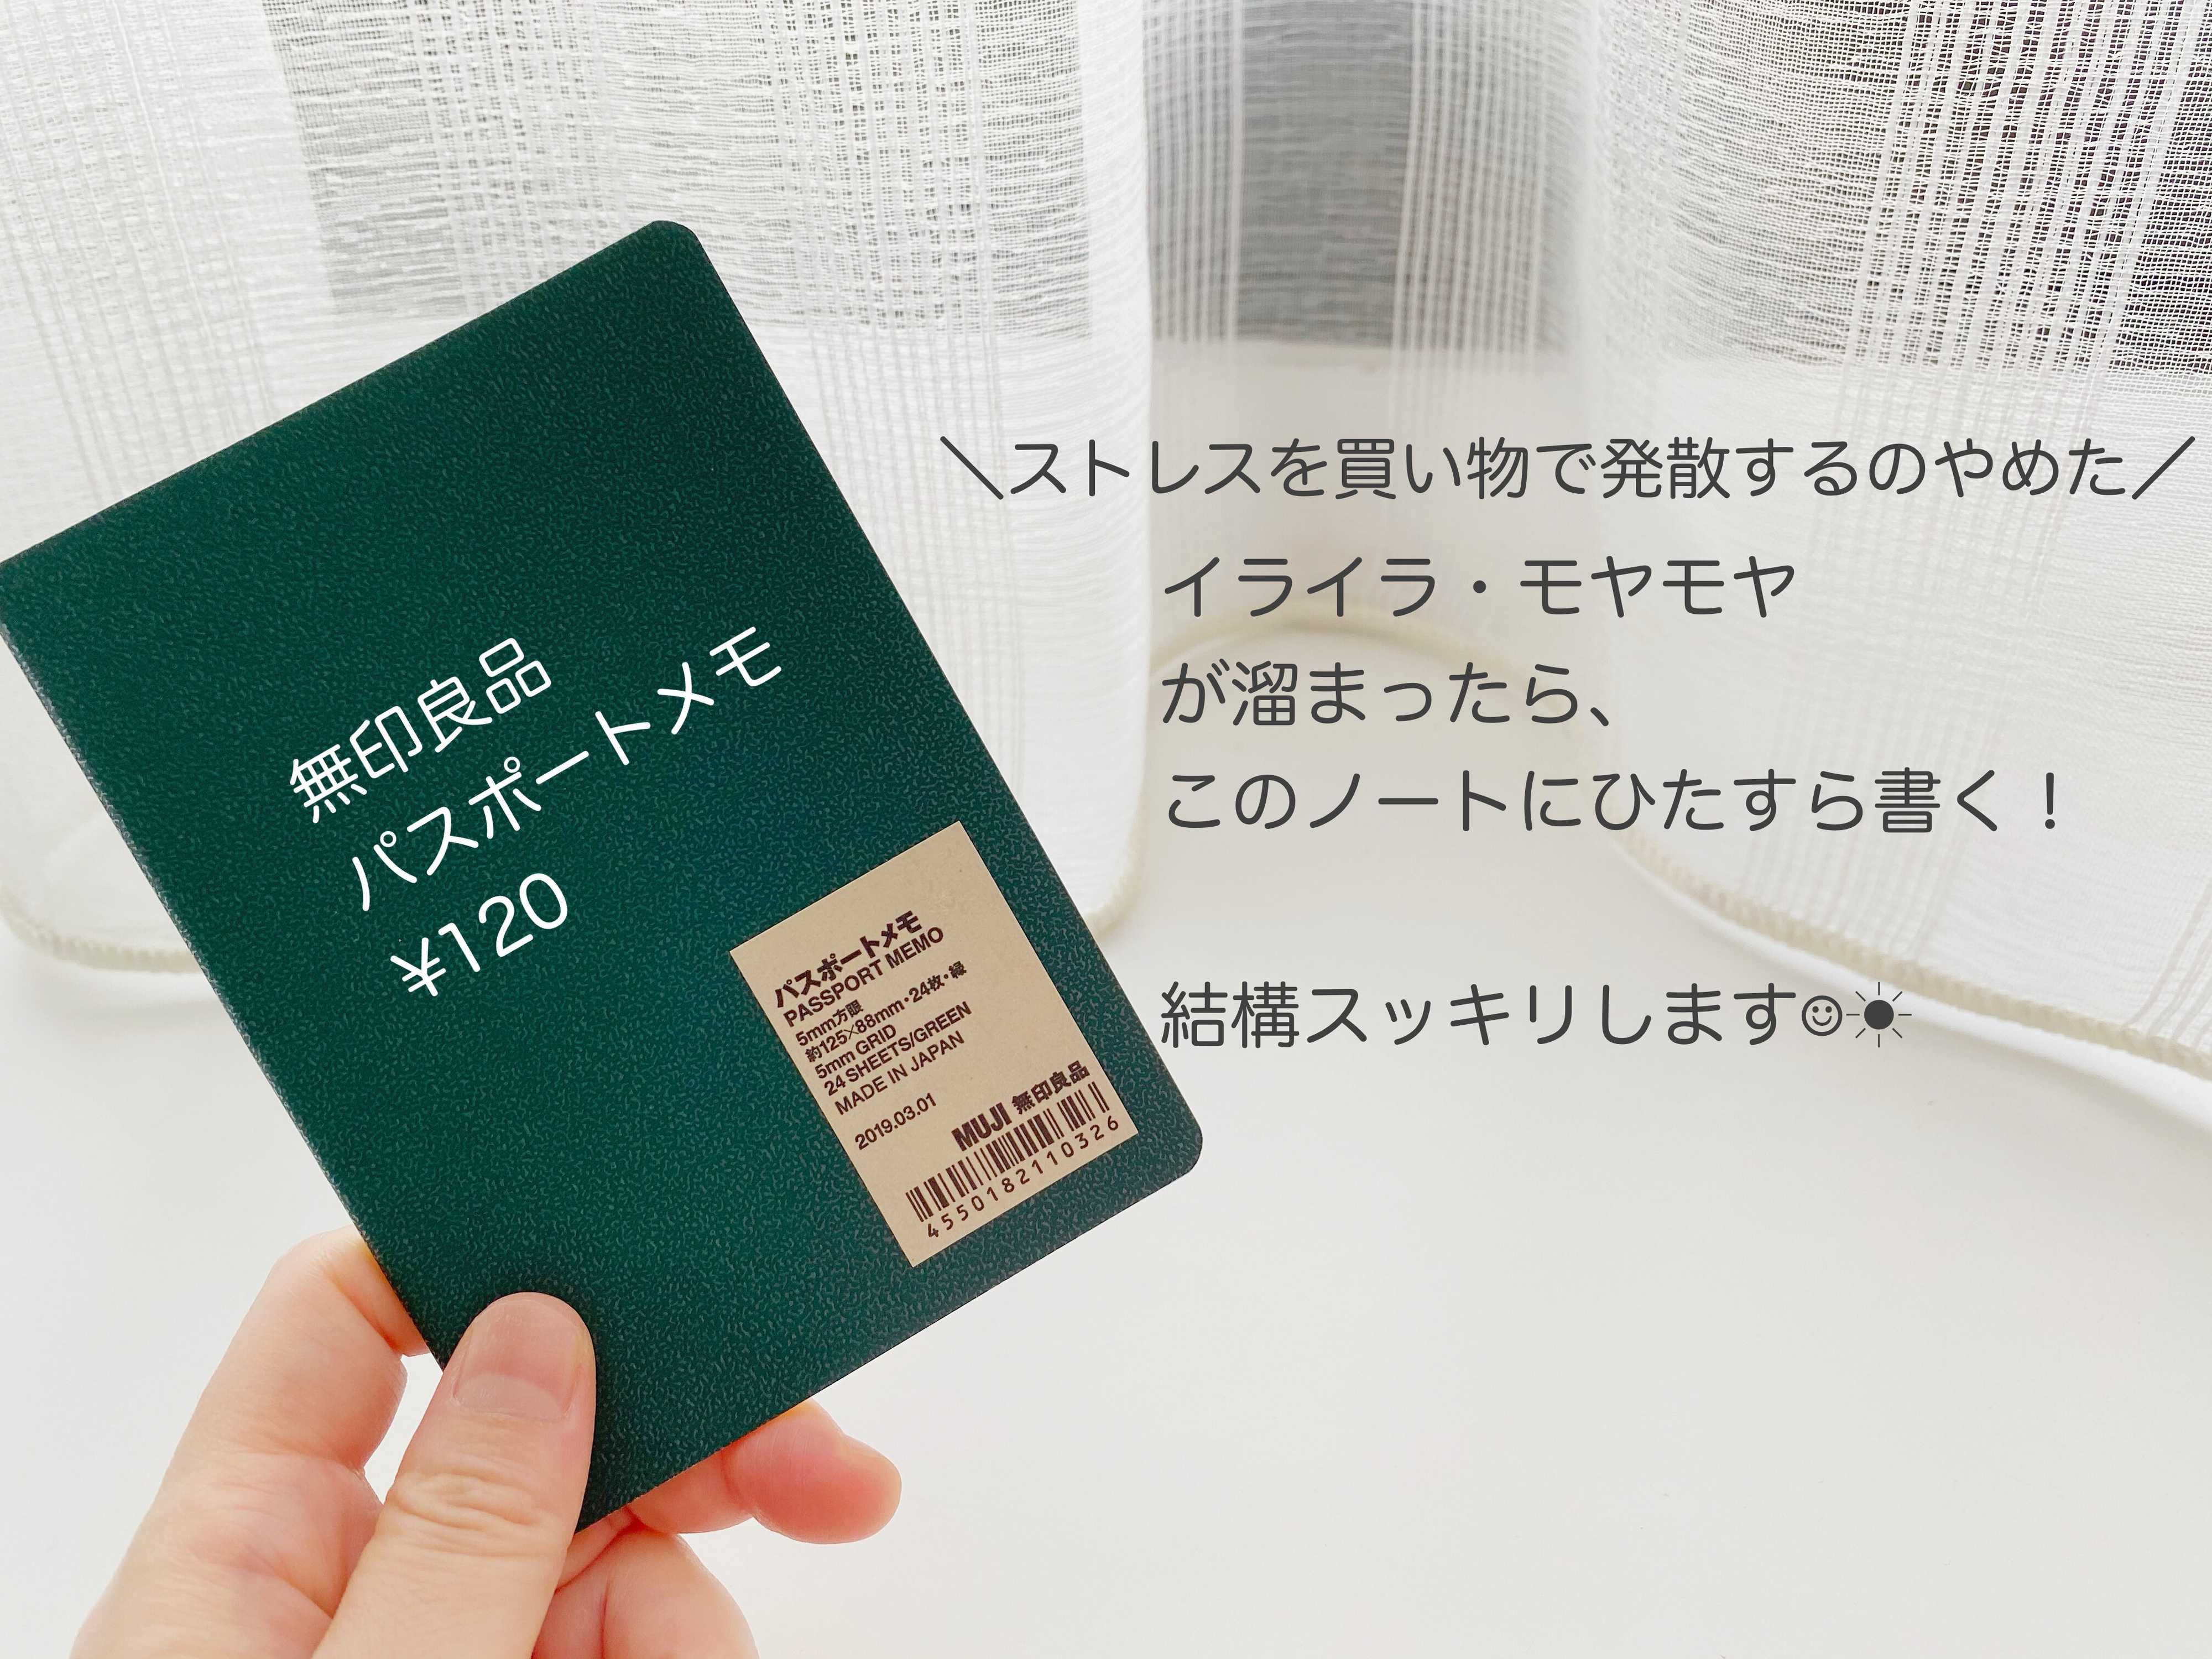 ＼ストレスを買い物で発散するのやめた／
イライラ・モヤモヤ
が溜まったら、
このノートにひたすら書く！
結構スッキリします☺☀
無印良品
パスポートメモ
¥120
パスポートメモ
PASSPORT MEMO
5mm方眼
約125×88mm・24枚・緑
5mm GRID
24 SHEETS/GREEN
MADE IN JAPAN
2019.03.01
MUJI 無印良品
4550182110326